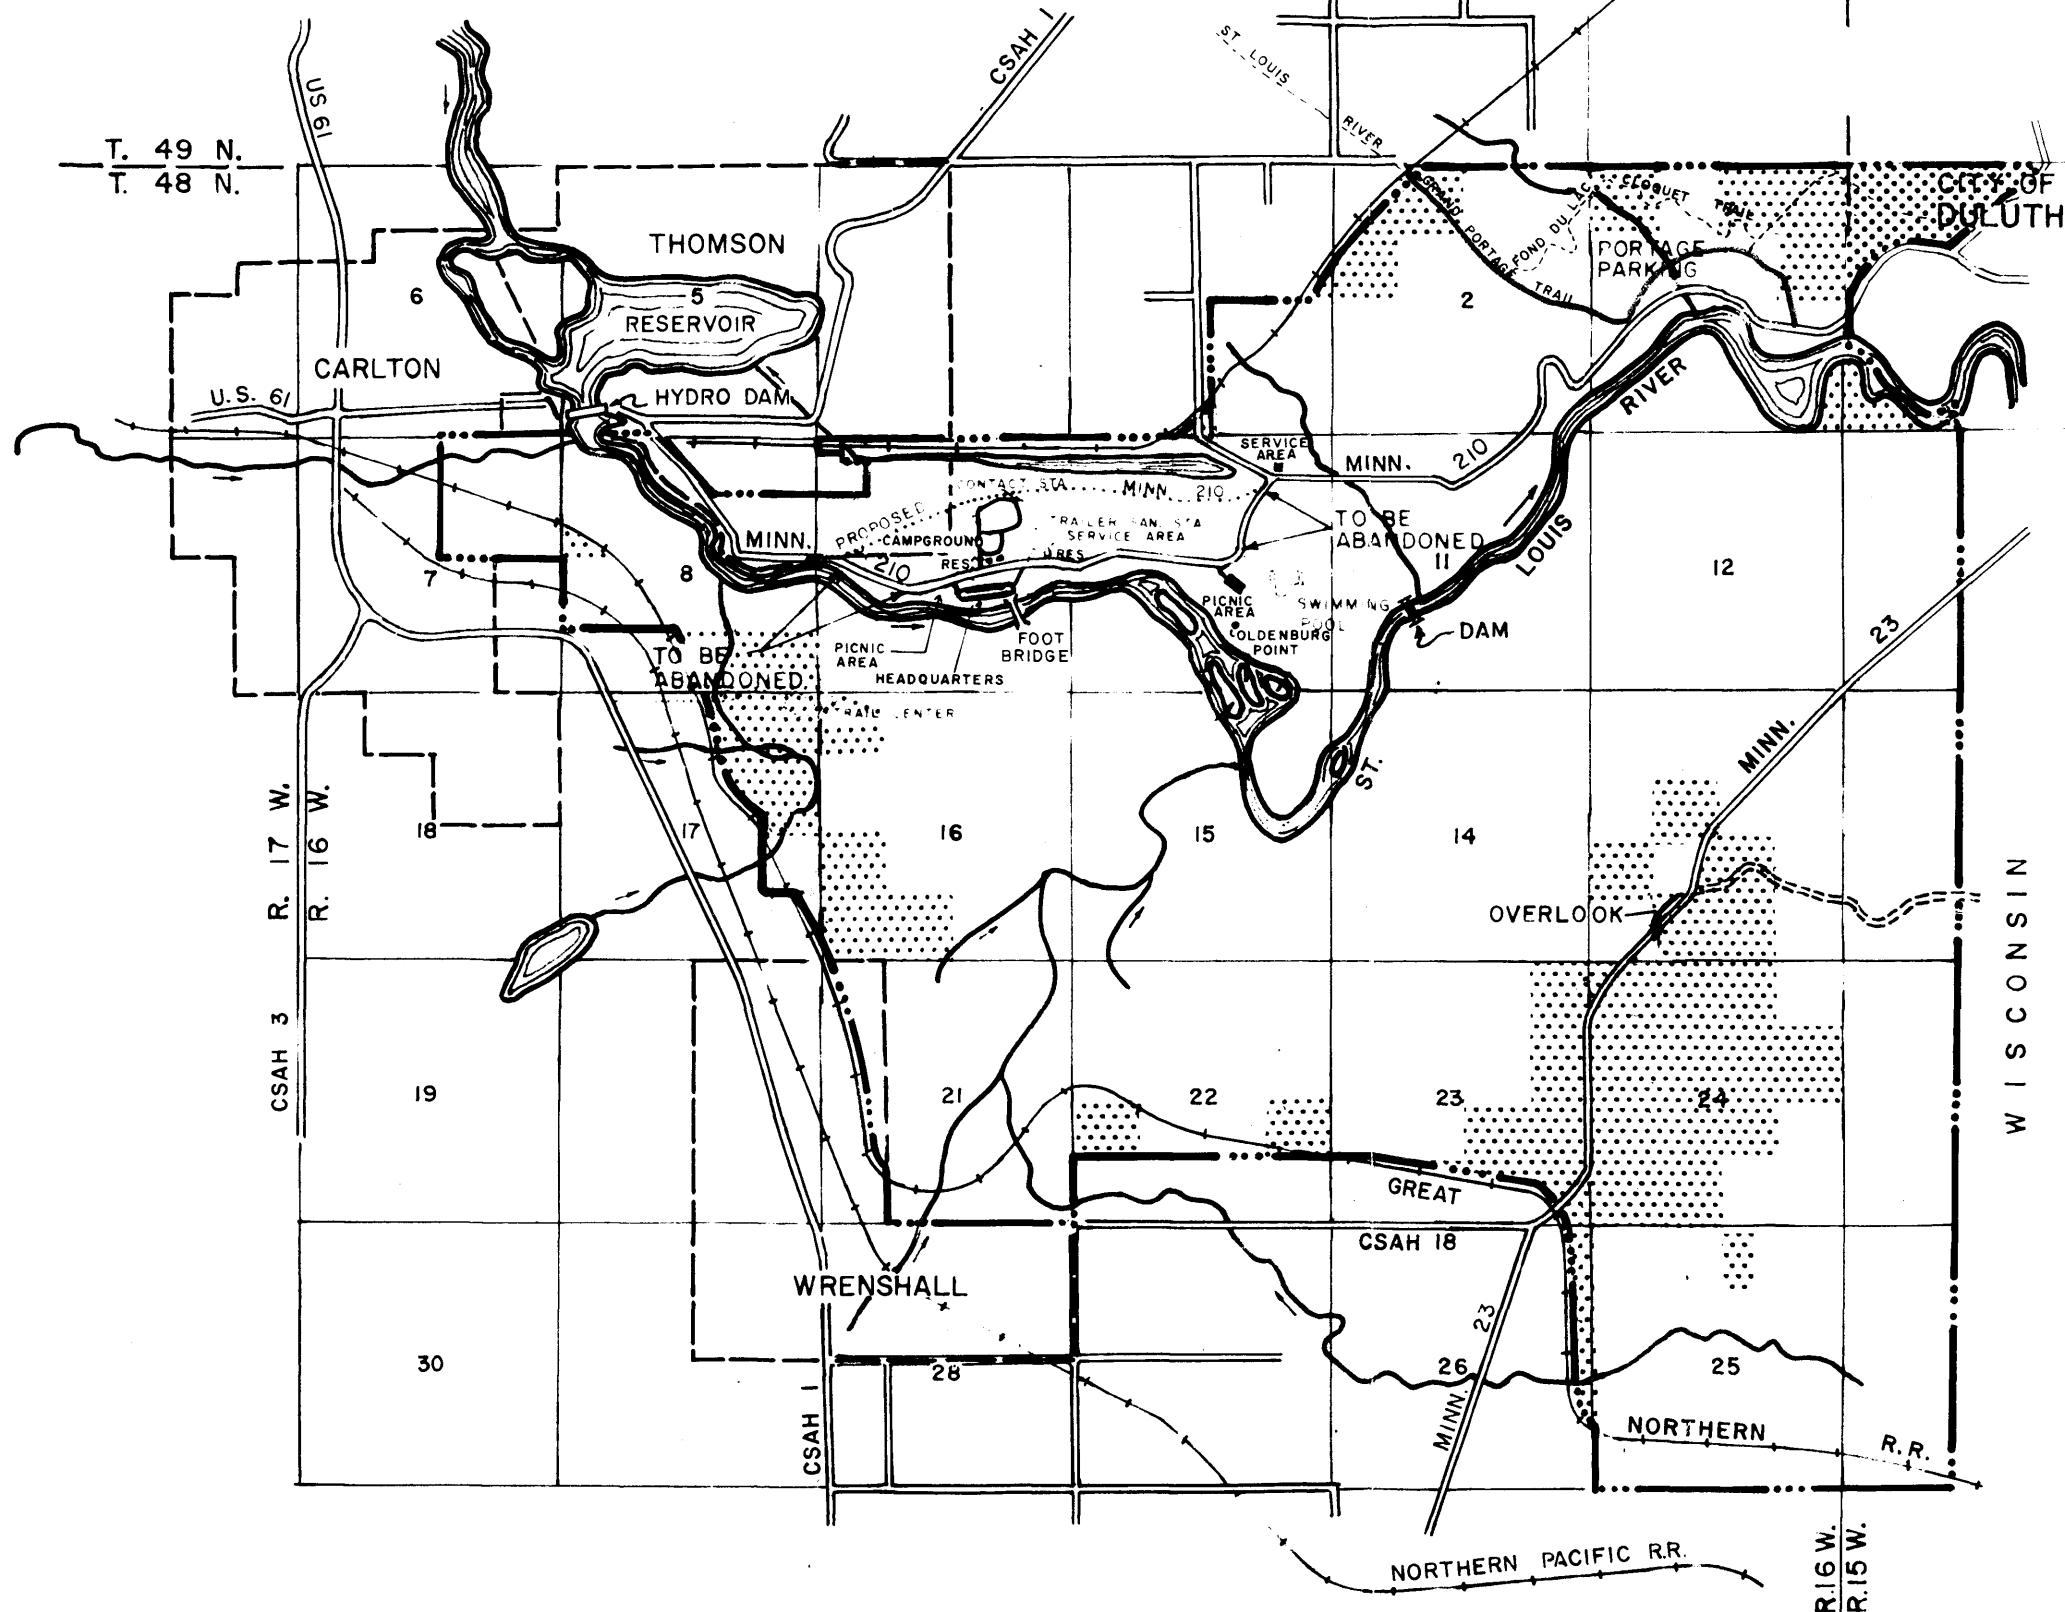 CSAH 1
ST. LOUIS
RIVER
US 61
T. 49 N.
T. 48 N.
CITY OF
DULUTH
CLOQUET
TRAIL
GRAND PORTAGE
TRAIL
FOND DU LAC
PORTAGE
PARKING
THOMSON
6
5
2
RESERVOIR
CARLTON
U.S. 61
HYDRO DAM
RIVER
SERVICE
AREA
MINN.
210
CONTACT STA.
MINN. 210
PROPOSED
TO BE
ABANDONED
SERVICE AREA
MINN.
CAMPGROUND
RES
RES
210
LOUIS
7
8
11
12
PICNIC
AREA
SWIMMING
POOL
OLDENBURG
POINT
DAM
23
FOOT
BRIDGE
PICNIC
AREA
HEADQUARTERS
TO BE
ABANDONED
MINN.
ST.
R. 17 W.
R. 16 W.
18
17
16
15
14
OVERLOOK
WISCONSIN
CSAH 3
19
21
22
23
24
GREAT
CSAH 18
WRENSHALL
23
30
28
26
25
MINN.
CSAH 1
NORTHERN
R.R.
NORTHERN PACIFIC R.R.
R.16 W.
R.15 W.